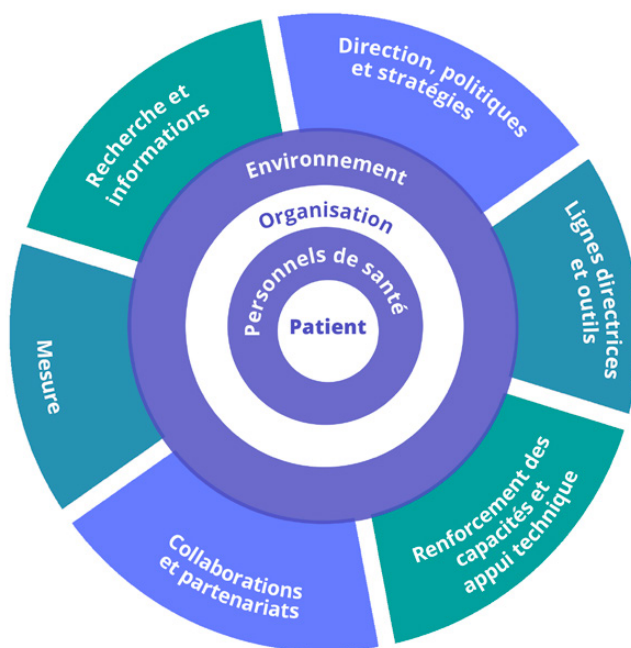 Direction, politiques
et stratégies
Lignes directrices
et outils
Renforcement des
capacités et
appui technique
Collaborations
et partenariats
Mesure
Recherche et
informations
Environnement
Organisation
Personnels de santé
Patient